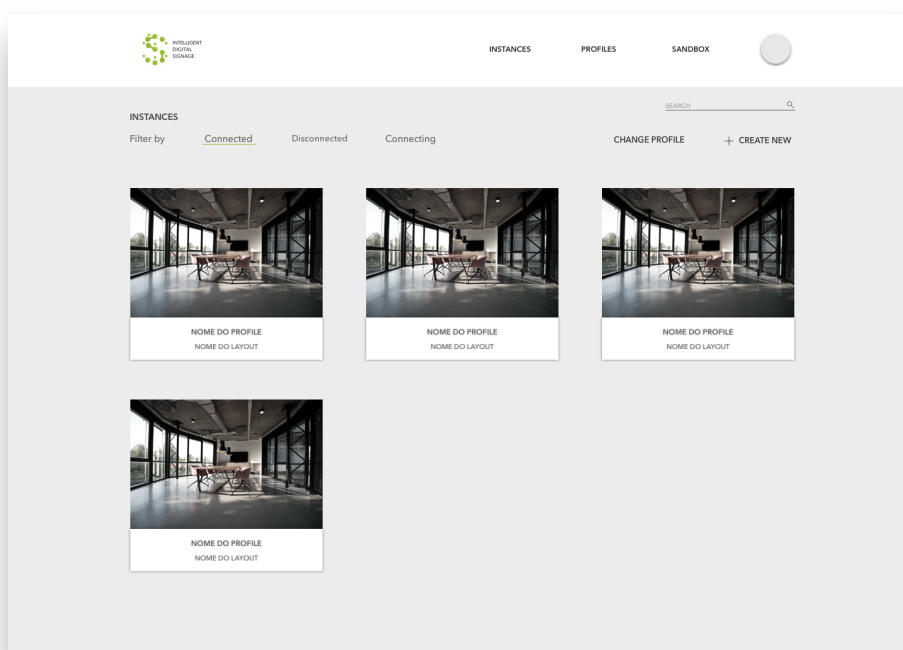 INTELLIGENT
DIGITAL
SIGNAGE
INSTANCES PROFILES SANDBOX
SEARCH
INSTANCES
Filter by Connected Disconnected Connecting CHANGE PROFILE + CREATE NEW
NOME DO PROFILE NOME DO PROFILE NOME DO PROFILE
NOME DO LAYOUT NOME DO LAYOUT NOME DO LAYOUT
NOME DO PROFILE
NOME DO LAYOUT